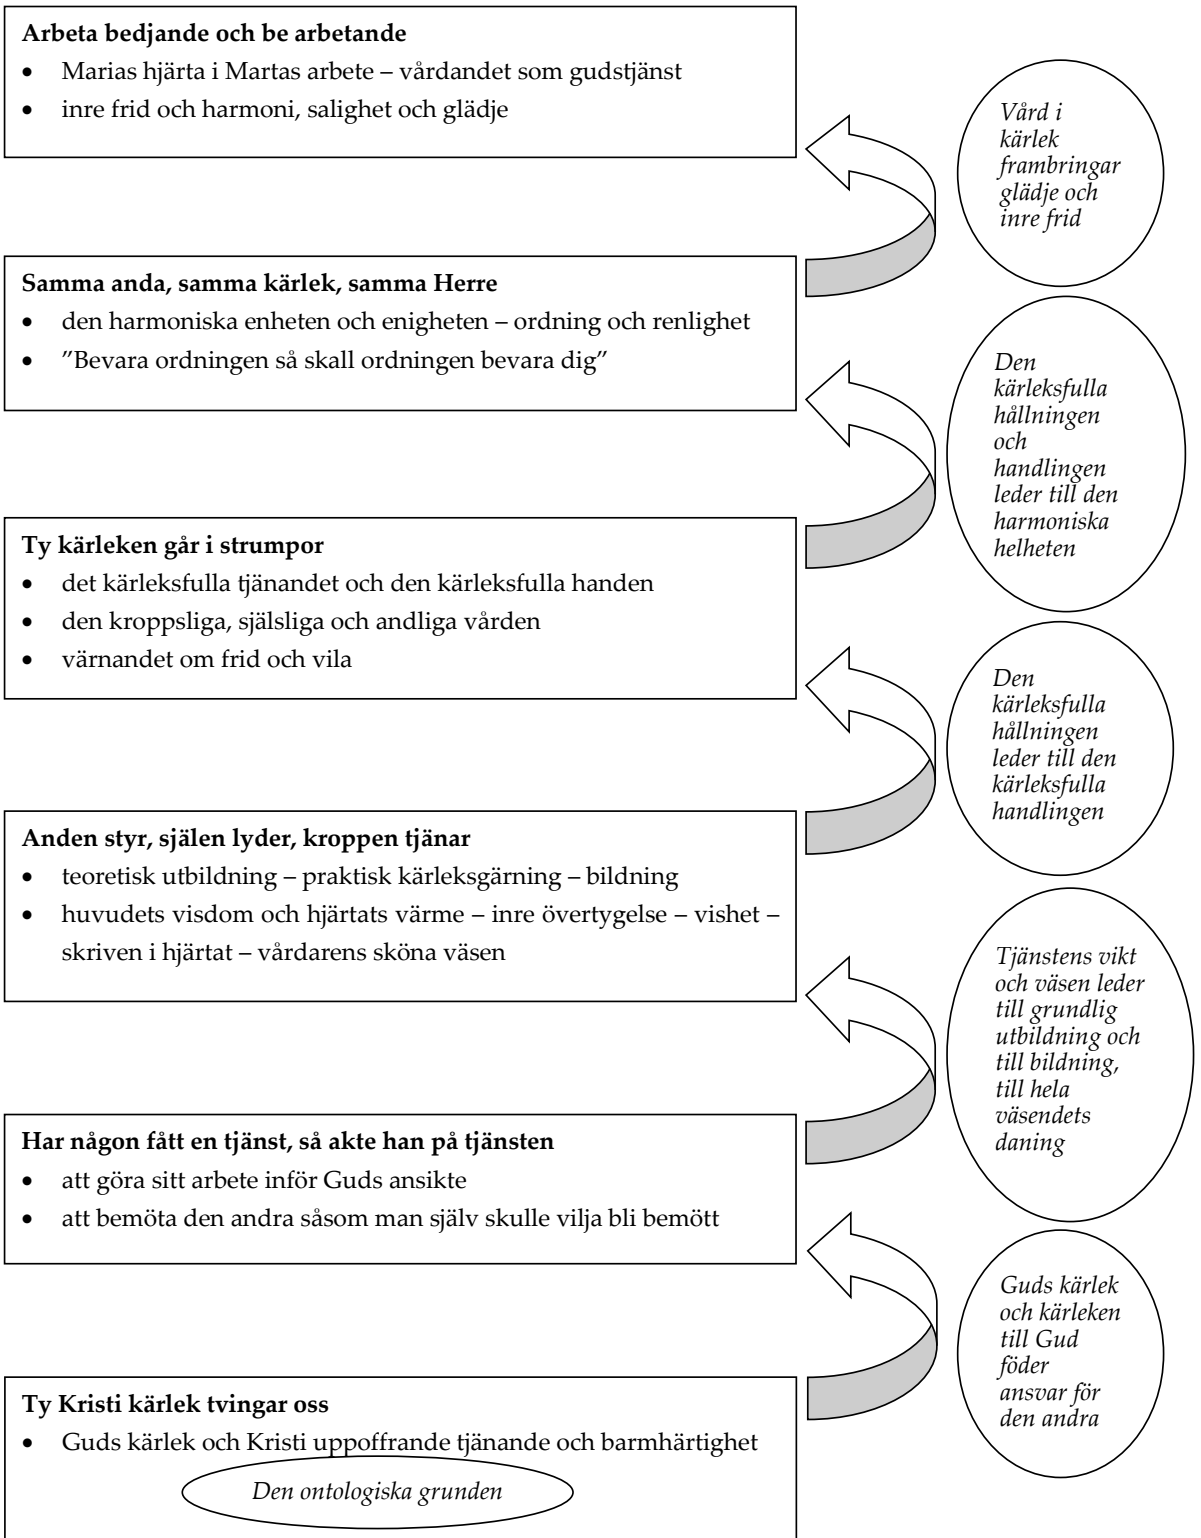 Arbeta bedjande och be arbetande
• Marias hjärta i Martas arbete – vårdandet som gudstjänst
• inre frid och harmoni, salighet och glädje
Vård i
kärlek
frambringar
glädje och
inre frid
Samma anda, samma kärlek, samma Herre
• den harmoniska enheten och enigheten – ordning och renlighet
• ”Bevara ordningen så skall ordningen bevara dig”
Den
kärleksfulla
hållningen
och
handlingen
leder till den
harmoniska
helheten
Ty kärleken går i strumpor
• det kärleksfulla tjänandet och den kärleksfulla handen
• den kroppsliga, själsliga och andliga vården
• värnandet om frid och vila
Den
kärleksfulla
hållningen
leder till den
kärleksfulla
handlingen
Anden styr, själen lyder, kroppen tjänar
• teoretisk utbildning – praktisk kärleksgärning – bildning
• huvudets visdom och hjärtats värme – inre övertygelse – vishet –
skriven i hjärtat – vårdarens sköna väsen
Tjänstens vikt
och väsen leder
till grundlig
utbildning och
till bildning,
till hela
väsendets
daning
Har någon fått en tjänst, så akte han på tjänsten
• att göra sitt arbete inför Guds ansikte
• att bemöta den andra såsom man själv skulle vilja bli bemött
Guds kärlek
och kärleken
till Gud
föder
ansvar för
den andra
Ty Kristi kärlek tvingar oss
• Guds kärlek och Kristi uppoffrande tjänande och barmhärtighet
Den ontologiska grunden